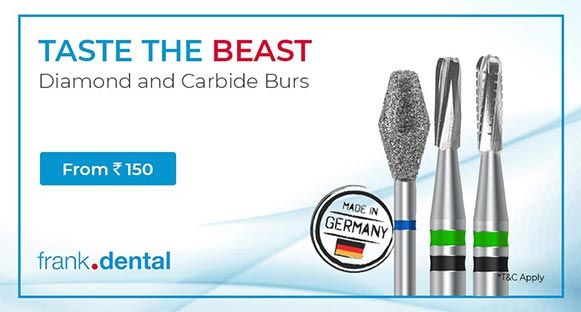 TASTE THE BEAST
Diamond and Carbide Burs
From ₹ 150
MADE IN
GERMANY
frank.dental
*T&C Apply